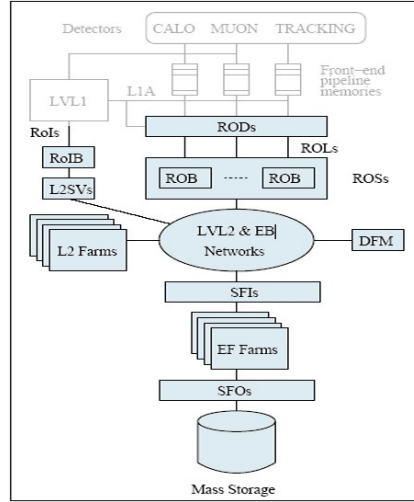 Detectors
CALO MUON TRACKING
Front-end
pipeline
memories
LVL1
L1A
RoIs
RODs
ROLs
RoIB
ROB ----- ROB
ROSs
L2SVs
LVL2 & EB
Networks
L2 Farms
DFM
SFIs
EF Farms
SFOs
Mass Storage